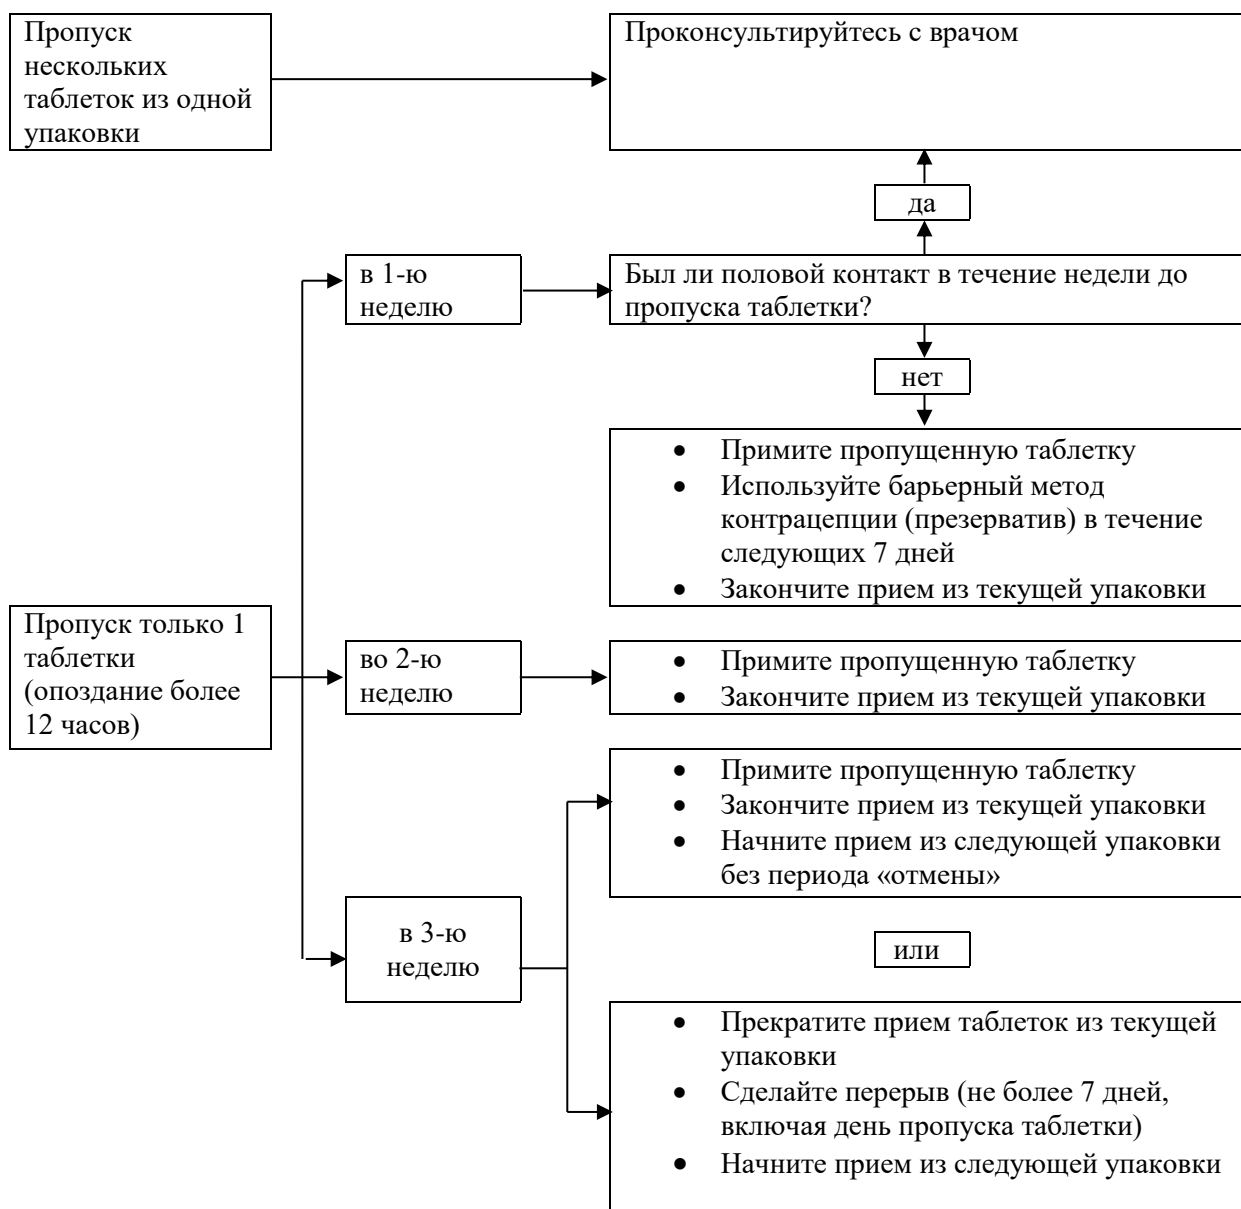 Пропуск
нескольких
таблеток из одной
упаковки
Проконсультируйтесь с врачом
да
в 1-ю
неделю
Был ли половой контакт в течение недели до
пропуска таблетки?
нет
• Примите пропущенную таблетку
• Используйте барьерный метод
контрацепции (презерватив) в течение
следующих 7 дней
• Закончите прием из текущей упаковки
Пропуск только 1
таблетки
(опоздание более
12 часов)
во 2-ю
неделю
• Примите пропущенную таблетку
• Закончите прием из текущей упаковки
• Примите пропущенную таблетку
• Закончите прием из текущей упаковки
• Начните прием из следующей упаковки
без периода «отмены»
в 3-ю
неделю
или
• Прекратите прием таблеток из текущей
упаковки
• Сделайте перерыв (не более 7 дней,
включая день пропуска таблетки)
• Начните прием из следующей упаковки